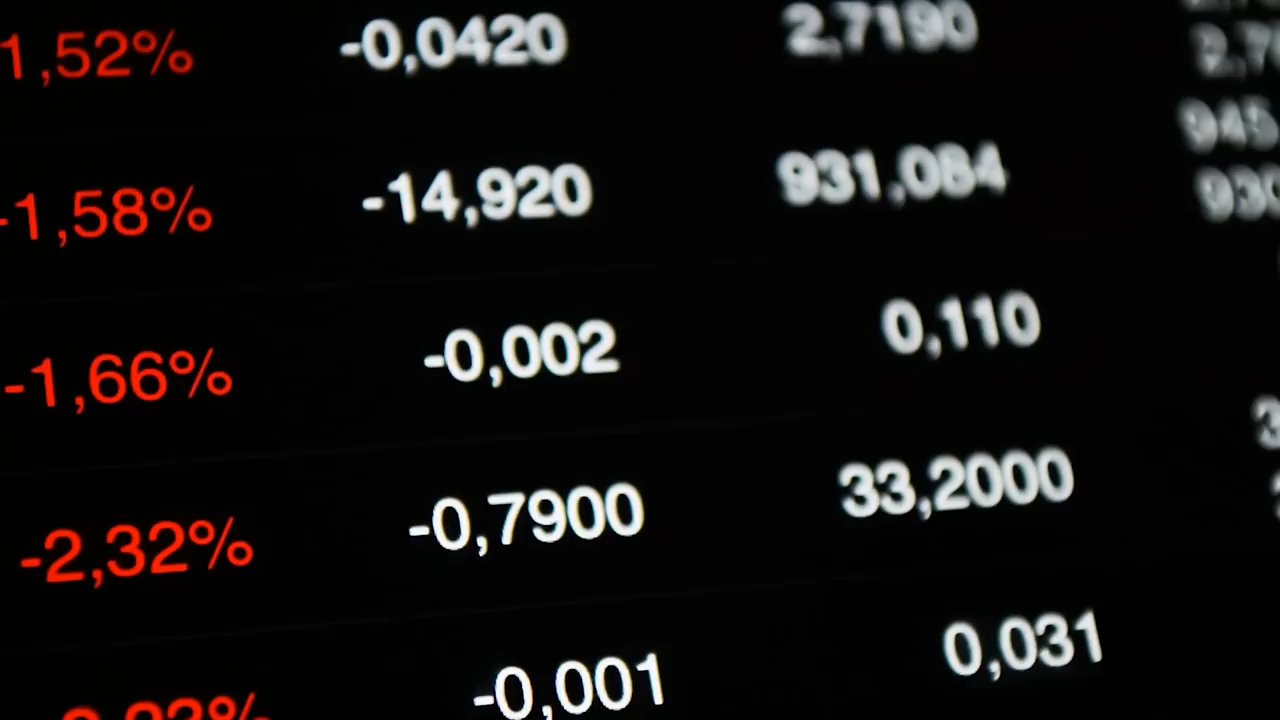 1,52% -0,0420 2,7190
-1,58% -14,920 931,084
-1,66% -0,002 0,110
-2,32% -0,7900 33,2000
-0,001 0,031